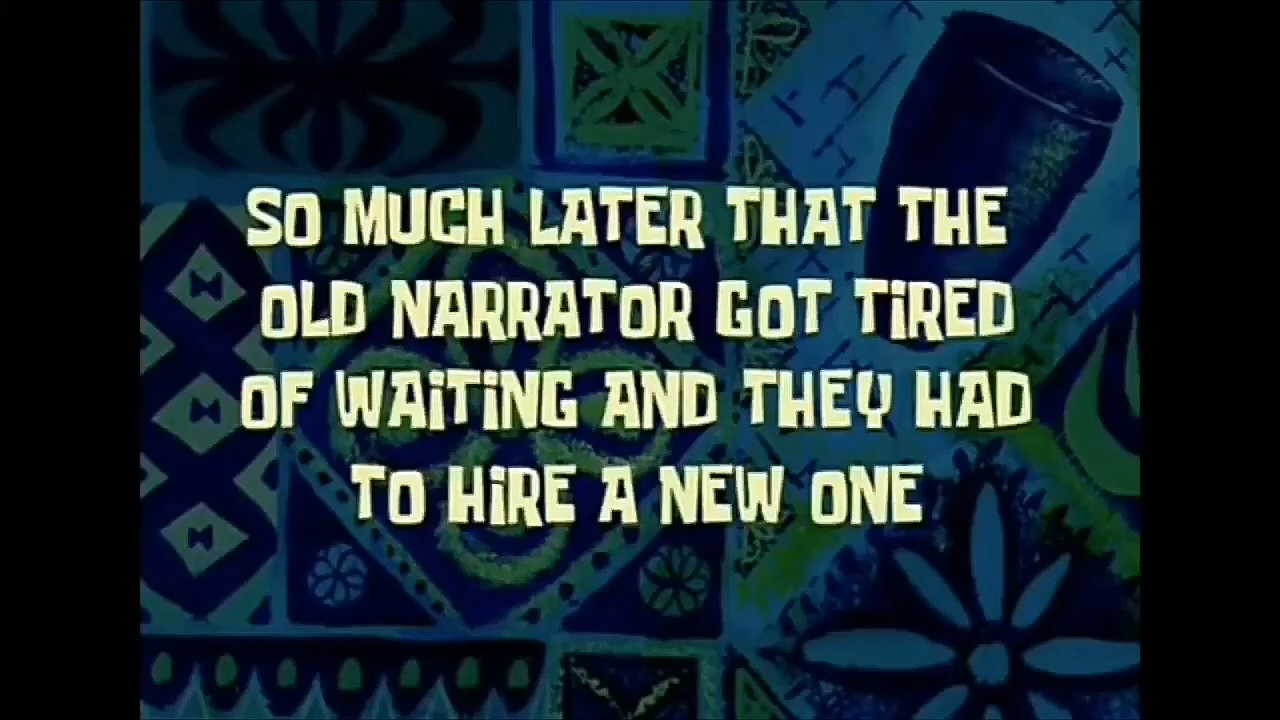 SO MUCH LATER THAT THE
OLD NARRATOR GOT TiRED
OF WAiTiNG AND THEY HAD
TO HiRE A NEW ONE